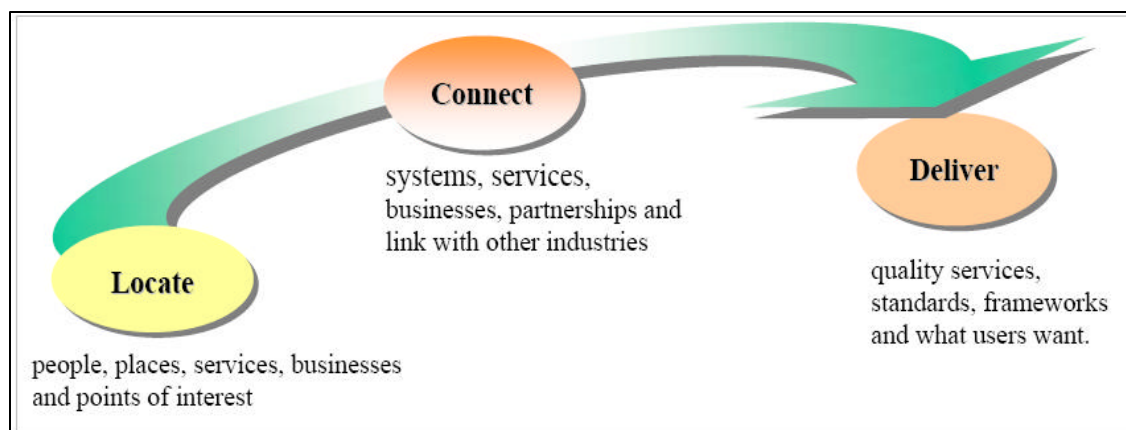 Locate
people, places, services, businesses
and points of interest
Connect
systems, services,
businesses, partnerships and
link with other industries
Deliver
quality services,
standards, frameworks
and what users want.